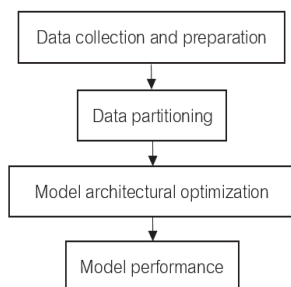 Data collection and preparation
Data partitioning
Model architectural optimization
Model performance